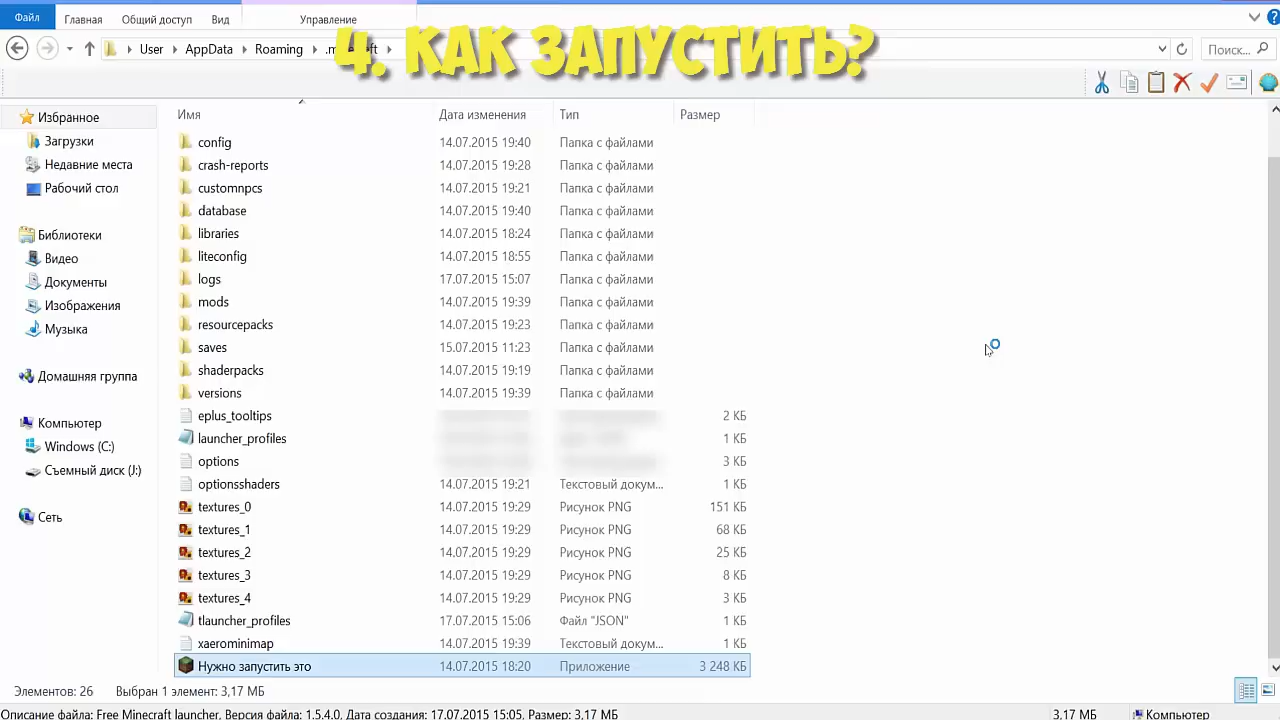 Файл Главная Общий доступ Вид Управление
User AppData Roaming Поиск...
4. КАК ЗАПУСТИТЬ?
Избранное
Загрузки
Недавние места
Рабочий стол
Библиотеки
Видео
Документы
Изображения
Музыка
Домашняя группа
Компьютер
Windows (C:)
Съемный диск (J:)
Сеть
Имя Дата изменения Тип Размер
config 14.07.2015 19:40 Папка с файлами
crash-reports 14.07.2015 19:28 Папка с файлами
customnpcs 14.07.2015 19:21 Папка с файлами
database 14.07.2015 19:40 Папка с файлами
libraries 14.07.2015 18:24 Папка с файлами
liteconfig 14.07.2015 18:55 Папка с файлами
logs 17.07.2015 15:07 Папка с файлами
mods 14.07.2015 19:39 Папка с файлами
resourcepacks 14.07.2015 19:23 Папка с файлами
saves 15.07.2015 11:23 Папка с файлами
shaderpacks 14.07.2015 19:19 Папка с файлами
versions 14.07.2015 19:39 Папка с файлами
eplus_tooltips 2 КБ
launcher_profiles 1 КБ
options 3 КБ
optionsshaders 14.07.2015 19:21 Текстовый докум... 1 КБ
textures_0 14.07.2015 19:29 Рисунок PNG 151 КБ
textures_1 14.07.2015 19:29 Рисунок PNG 68 КБ
textures_2 14.07.2015 19:29 Рисунок PNG 25 КБ
textures_3 14.07.2015 19:29 Рисунок PNG 8 КБ
textures_4 14.07.2015 19:29 Рисунок PNG 3 КБ
tlauncher_profiles 17.07.2015 15:06 Файл "JSON" 1 КБ
xaerominimap 14.07.2015 19:39 Текстовый докум... 1 КБ
Нужно запустить это 14.07.2015 18:20 Приложение 3 248 КБ
Элементов: 26 Выбран 1 элемент: 3,17 МБ
Описание файла: Free Minecraft launcher, Версия файла: 1.5.4.0, Дата создания: 17.07.2015 15:05, Размер: 3,17 МБ 3,17 МБ Компьютер